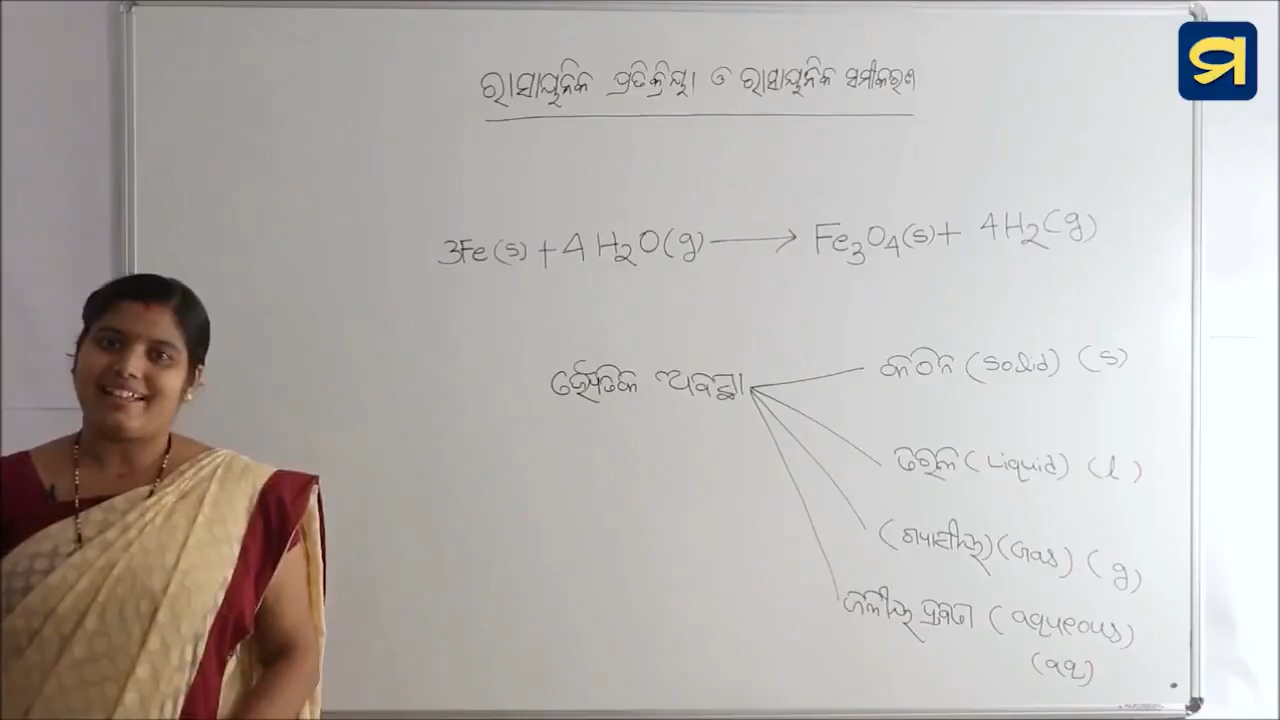 ମ
ରାସାୟନିକ ପ୍ରତିକ୍ରିୟା ଓ ରାସାୟନିକ ସମୀକରଣ
3Fe(s) + 4H₂O(g) ⟶ Fe₃O₄(s) + 4H₂(g)
ଭୌତିକ ଅବସ୍ଥା
କଠିନ (Solid) (s)
ତରଳ (Liquid) (l)
(ଗ୍ୟାସୀୟ) (Gas) (g)
ଜଳୀୟ ଦ୍ରବଣ (aqueous)
(aq)